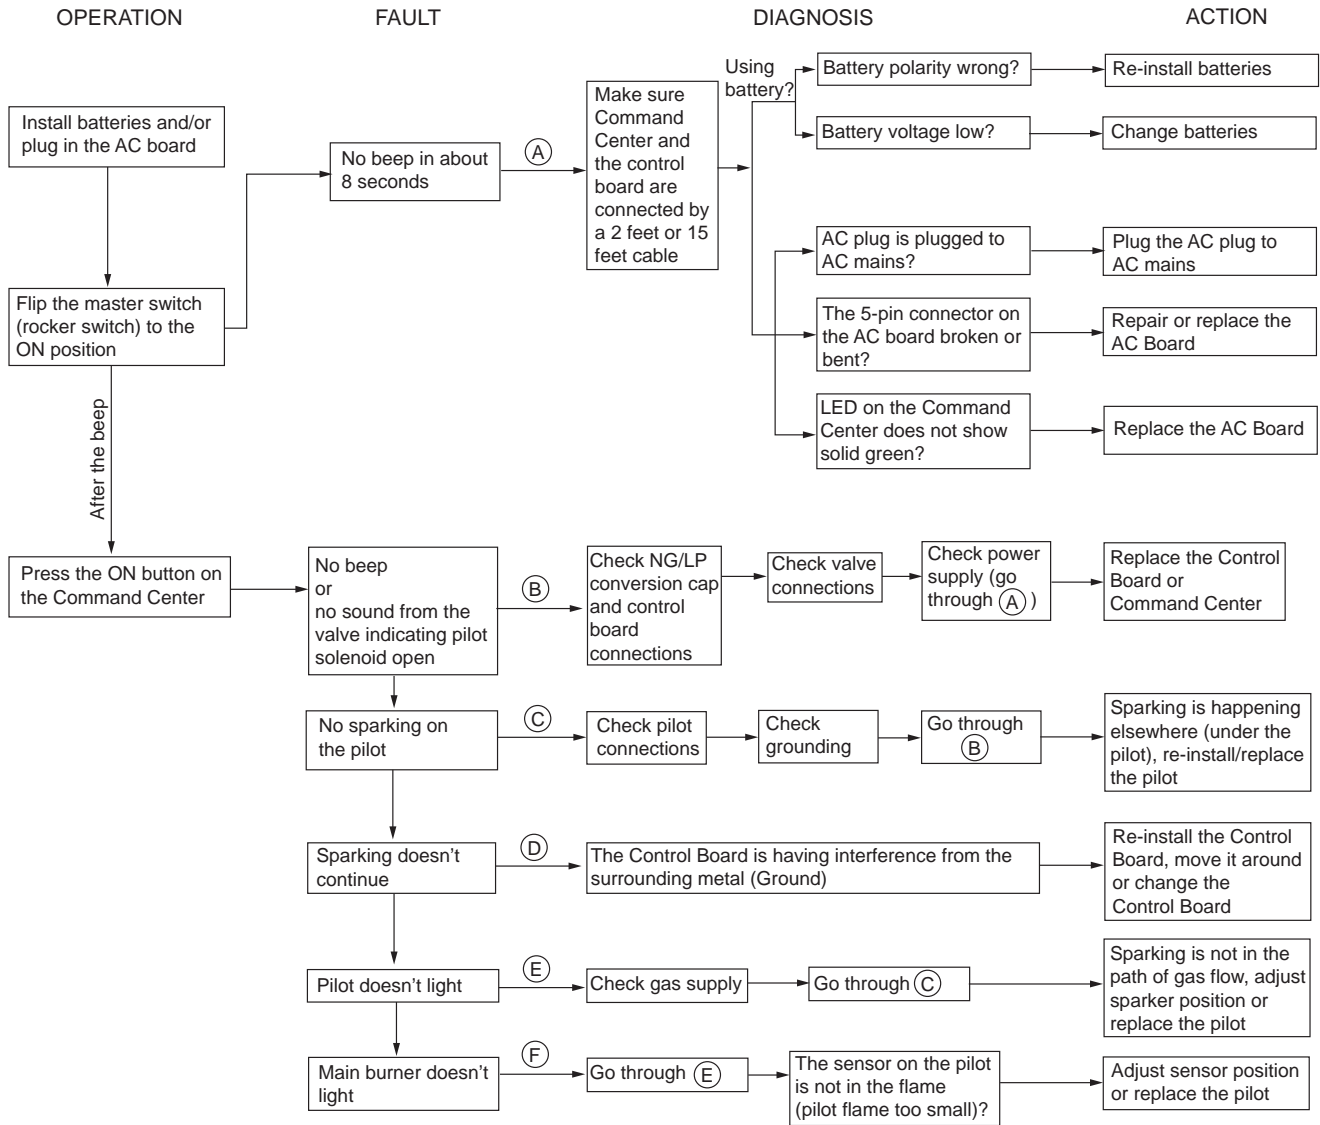 OPERATION
FAULT
DIAGNOSIS
ACTION
Install batteries and/or
plug in the AC board
Flip the master switch
(rocker switch) to the
ON position
After the beep
Press the ON button on
the Command Center
No beep in about
8 seconds
A
Make sure
Command
Center and
the control
board are
connected by
a 2 feet or 15
feet cable
Using
battery?
Battery polarity wrong?
Re-install batteries
Battery voltage low?
Change batteries
AC plug is plugged to
AC mains?
Plug the AC plug to
AC mains
The 5-pin connector on
the AC board broken or
bent?
Repair or replace the
AC Board
LED on the Command
Center does not show
solid green?
Replace the AC Board
No beep
or
no sound from the
valve indicating pilot
solenoid open
B
Check NG/LP
conversion cap
and control
board
connections
Check valve
connections
Check power
supply (go
through A )
Replace the Control
Board or
Command Center
No sparking on
the pilot
C
Check pilot
connections
Check
grounding
Go through
B
Sparking is happening
elsewhere (under the
pilot), re-install/replace
the pilot
Sparking doesn't
continue
D
The Control Board is having interference from the
surrounding metal (Ground)
Re-install the Control
Board, move it around
or change the
Control Board
Pilot doesn't light
E
Check gas supply
Go through C
Sparking is not in the
path of gas flow, adjust
sparker position or
replace the pilot
Main burner doesn't
light
F
Go through E
The sensor on the pilot
is not in the flame
(pilot flame too small)?
Adjust sensor position
or replace the pilot